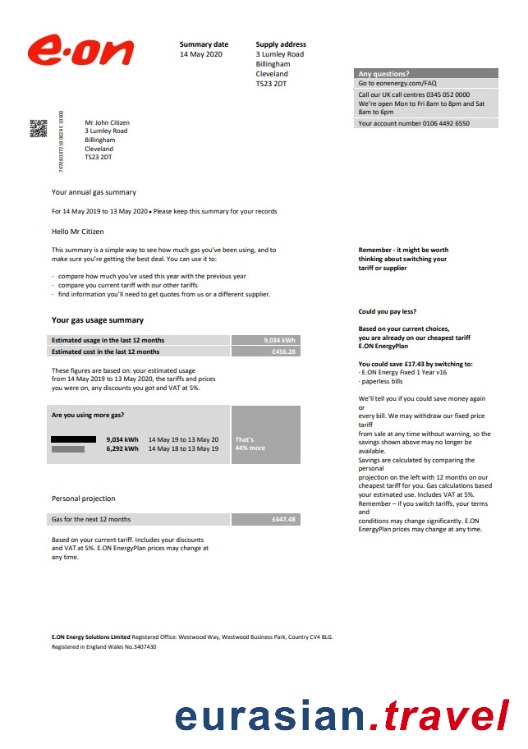 e·on
Summary date
14 May 2020
Supply address
3 Lumley Road
Billingham
Cleveland
TS23 2DT
Any questions?
Go to eonenergy.com/FAQ
Call our UK call centres 0345 052 0000
We're open Mon to Fri 8am to 8pm and Sat
8am to 6pm
Your account number 0106 4492 6550
Mr John Citizen
3 Lumley Road
Billingham
Cleveland
TS23 2DT
Your annual gas summary
For 14 May 2019 to 13 May 2020 • Please keep this summary for your records
Hello Mr Citizen
This summary is a simple way to see how much gas you've been using, and to
make sure you're getting the best deal. You can use it to:
- compare how much you've used this year with the previous year
- compare you current tariff with our other tariffs
- find information you'll need to get quotes from us or a different supplier.
Remember - it might be worth
thinking about switching your
tariff or supplier
Your gas usage summary
Estimated usage in the last 12 months 9,034 kWh
Estimated cost in the last 12 months £456.28
These figures are based on: your estimated usage
from 14 May 2019 to 13 May 2020, the tariffs and prices
you were on, any discounts you got and VAT at 5%.
Are you using more gas?
9,034 kWh 14 May 19 to 13 May 20
6,292 kWh 14 May 18 to 13 May 19
That's
44% more
Personal projection
Gas for the next 12 months £447.48
Based on your current tariff. Includes your discounts
and VAT at 5%. E.ON EnergyPlan prices may change at
any time.
Could you pay less?
Based on your current choices,
you are already on our cheapest tariff
E.ON EnergyPlan
You could save £17.43 by switching to:
- E.ON Energy Fixed 1 Year v16
- paperless bills
We'll tell you if you could save money again
or
every bill. We may withdraw our fixed price
tariff
from sale at any time without warning, so the
savings shown above may no longer be
available.
Savings are calculated by comparing the
personal
projection on the left with 12 months on our
cheapest tariff for you. Gas calculations based
your estimated use. Includes VAT at 5%.
Remember – if you switch tariffs, your terms
and
conditions may change significantly. E.ON
EnergyPlan prices may change at any time.
E.ON Energy Solutions Limited Registered Office: Westwood Way, Westwood Business Park, Country CV4 BLG.
Registered in England Wales No.3407430
eurasian.travel